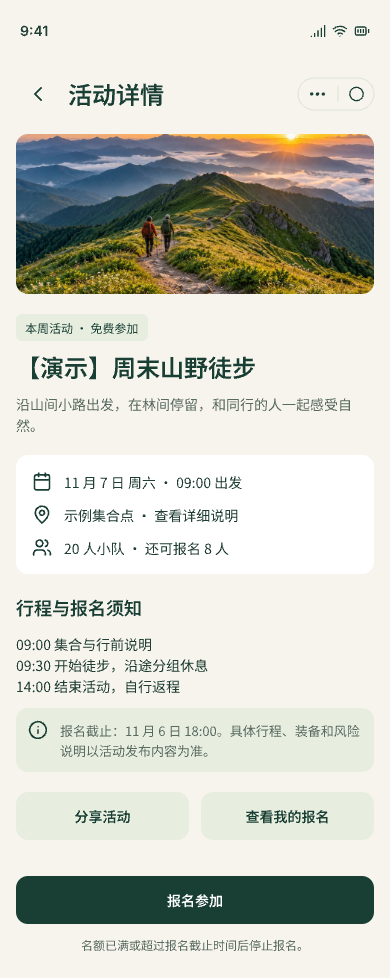 9:41
活动详情
本周活动 · 免费参加
【演示】周末山野徒步
沿山间小路出发，在林间停留，和同行的人一起感受自
然。
11 月 7 日 周六 · 09:00 出发
示例集合点 · 查看详细说明
20 人小队 · 还可报名 8 人
行程与报名须知
09:00 集合与行前说明
09:30 开始徒步，沿途分组休息
14:00 结束活动，自行返程
报名截止：11 月 6 日 18:00。具体行程、装备和风险
说明以活动发布内容为准。
分享活动
查看我的报名
报名参加
名额已满或超过报名截止时间后停止报名。